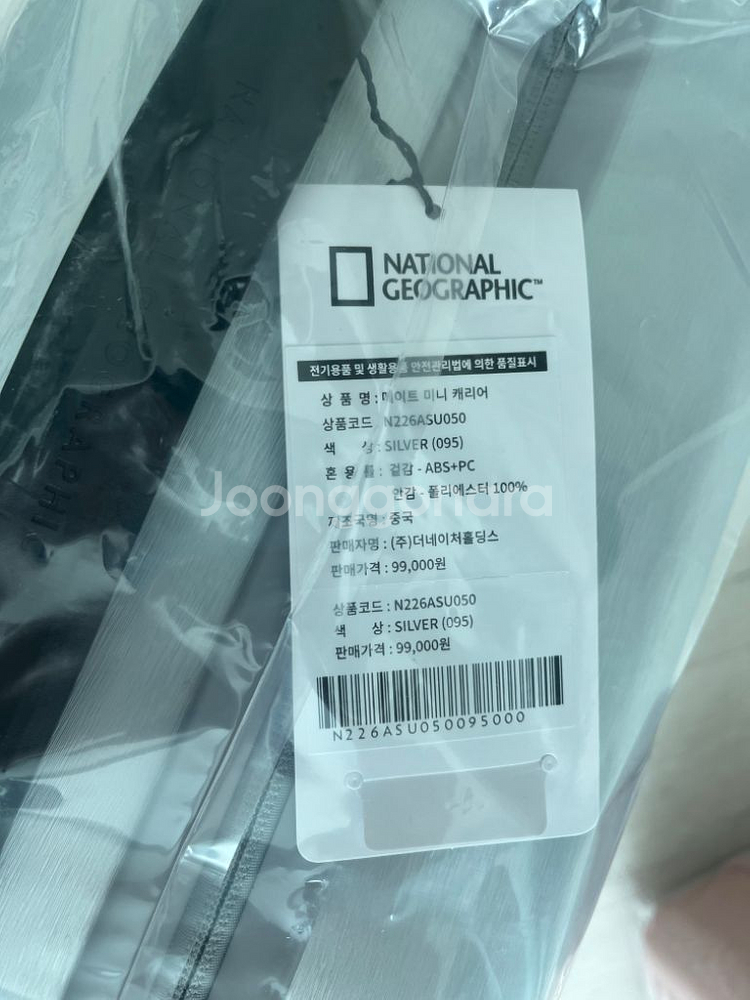 NATIONAL
GEOGRAPHIC™
전기용품 및 생활용품 안전관리법에 의한 품질표시
상 품 명 : 메이트 미니 캐리어
상품코드 : N226ASU050
색 상 : SILVER (095)
혼 용 률 : 겉감 - ABS+PC
안감 - 폴리에스터 100%
Joonggonara
제조국명 : 중국
판매자명 : (주)더네이처홀딩스
판매가격 : 99,000원
상품코드 : N226ASU050
색 상 : SILVER (095)
판매가격 : 99,000원
N226ASU050095000